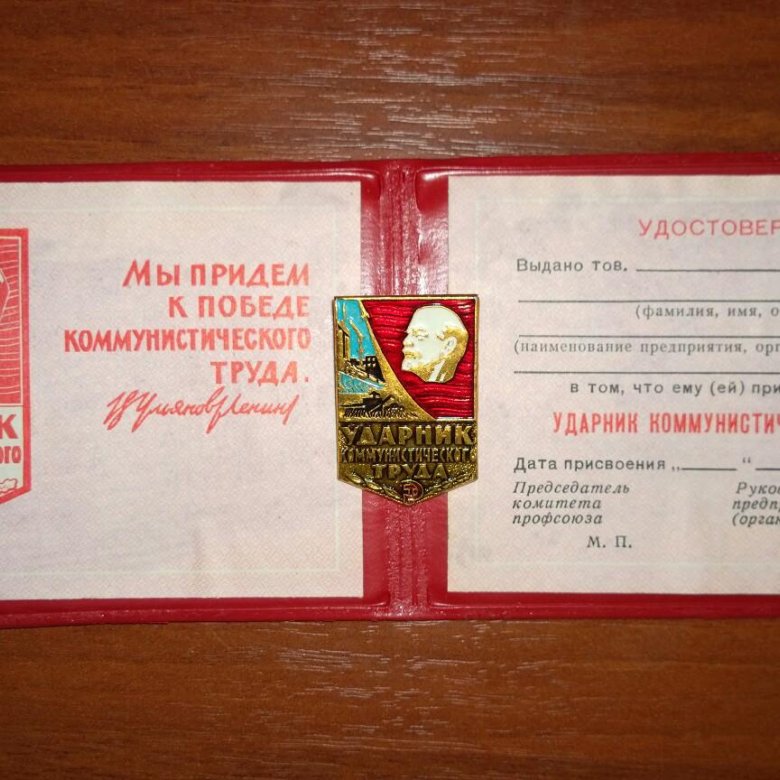 К
ОГО
Мы придем
к победе
коммунистического
труда.
В Ульянов (Ленин)
УДАРНИК
КОММУНИСТИЧЕСКОГО
ТРУДА
УДОСТОВЕР
Выдано тов.
(фамилия, имя, о
(наименование предприятия, орг
в том, что ему (ей) при
УДАРНИК КОММУНИСТИЧ
Дата присвоения „ “
Председатель Руко
комитета предп
профсоюза (орган
М. П.